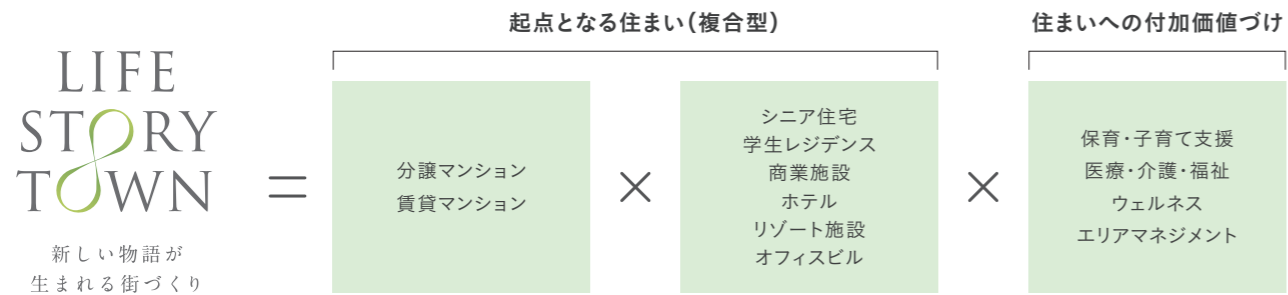 起点となる住まい(複合型)
住まいへの付加価値づけ
LIFE
STORY
TOWN
新しい物語が
生まれる街づくり
=
分譲マンション
賃貸マンション
×
シニア住宅
学生レジデンス
商業施設
ホテル
リゾート施設
オフィスビル
×
保育・子育て支援
医療・介護・福祉
ウェルネス
エリアマネジメント